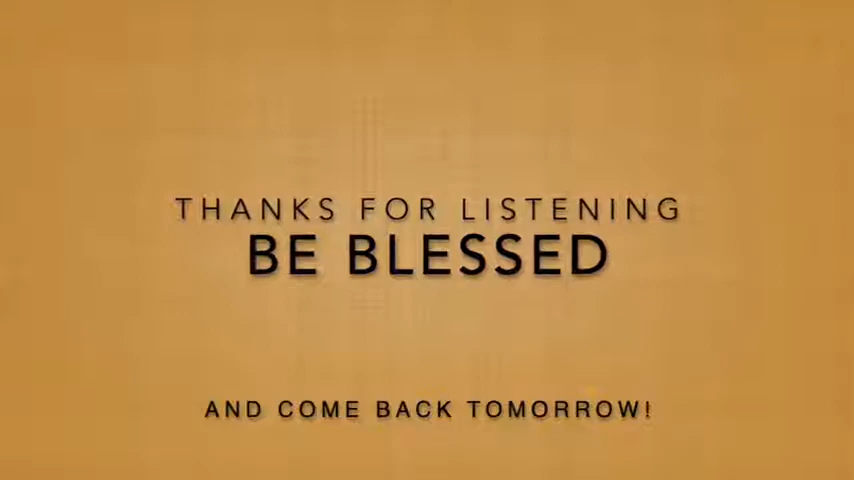 THANKS FOR LISTENING
BE BLESSED
AND COME BACK TOMORROW!